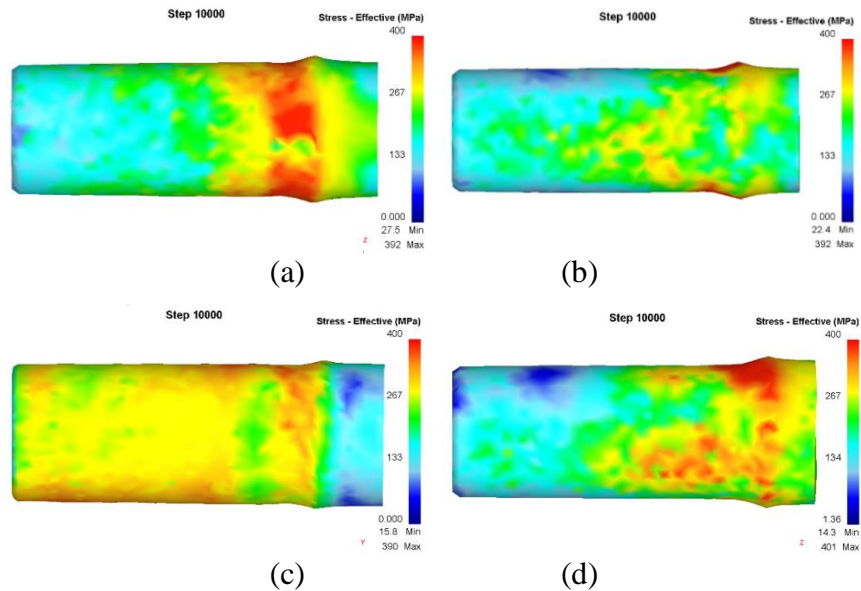 Step 10000
Stress - Effective (MPa)
400
267
133
0.000
27.5 Min
z
392 Max
(a)
Step 10000
Stress - Effective (MPa)
400
267
133
0.000
22.4 Min
392 Max
(b)
Step 10000
Stress - Effective (MPa)
400
267
133
0.000
15.8 Min
Y
390 Max
(c)
Step 10000
Stress - Effective (MPa)
400
267
134
1.36
14.3 Min
z
401 Max
(d)